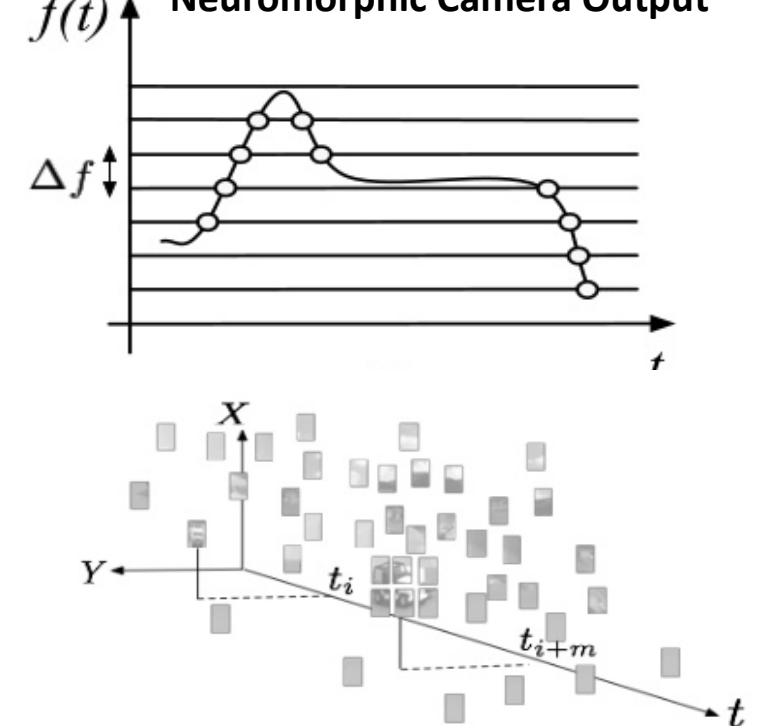 Neuromorphic Camera Output
f(t)
Δf
t
X
Y
t_i
t_{i+m}
t